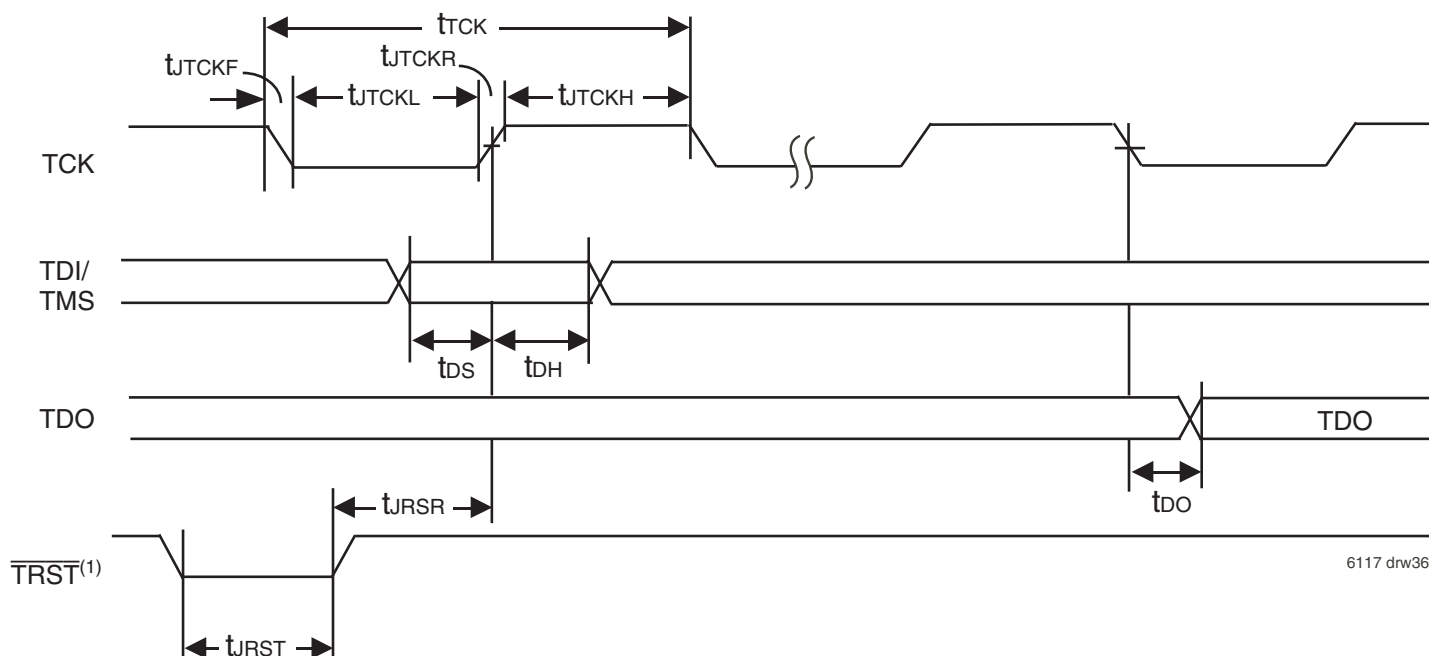 tTCK
tJTCKR
tJTCKF
tJTCKL
tJTCKH
TCK
TDI/
TMS
tDS
tDH
TDO
TDO
tJRSR
tDO
TRST(1)
6117 drw36
tJRST